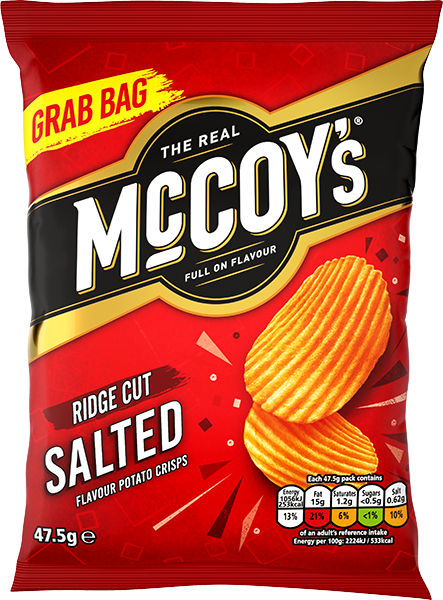 GRAB BAG
THE REAL
McCOY's®
FULL ON FLAVOUR
RIDGE CUT
SALTED
FLAVOUR POTATO CRISPS
47.5g ℮
Each 47.5g pack contains
Energy 1056kJ 253kcal 13%
Fat 15g 21%
Saturates 1.2g 6%
Sugars <0.5g <1%
Salt 0.62g 10%
of an adult's reference intake
Energy per 100g: 2224kJ / 533kcal